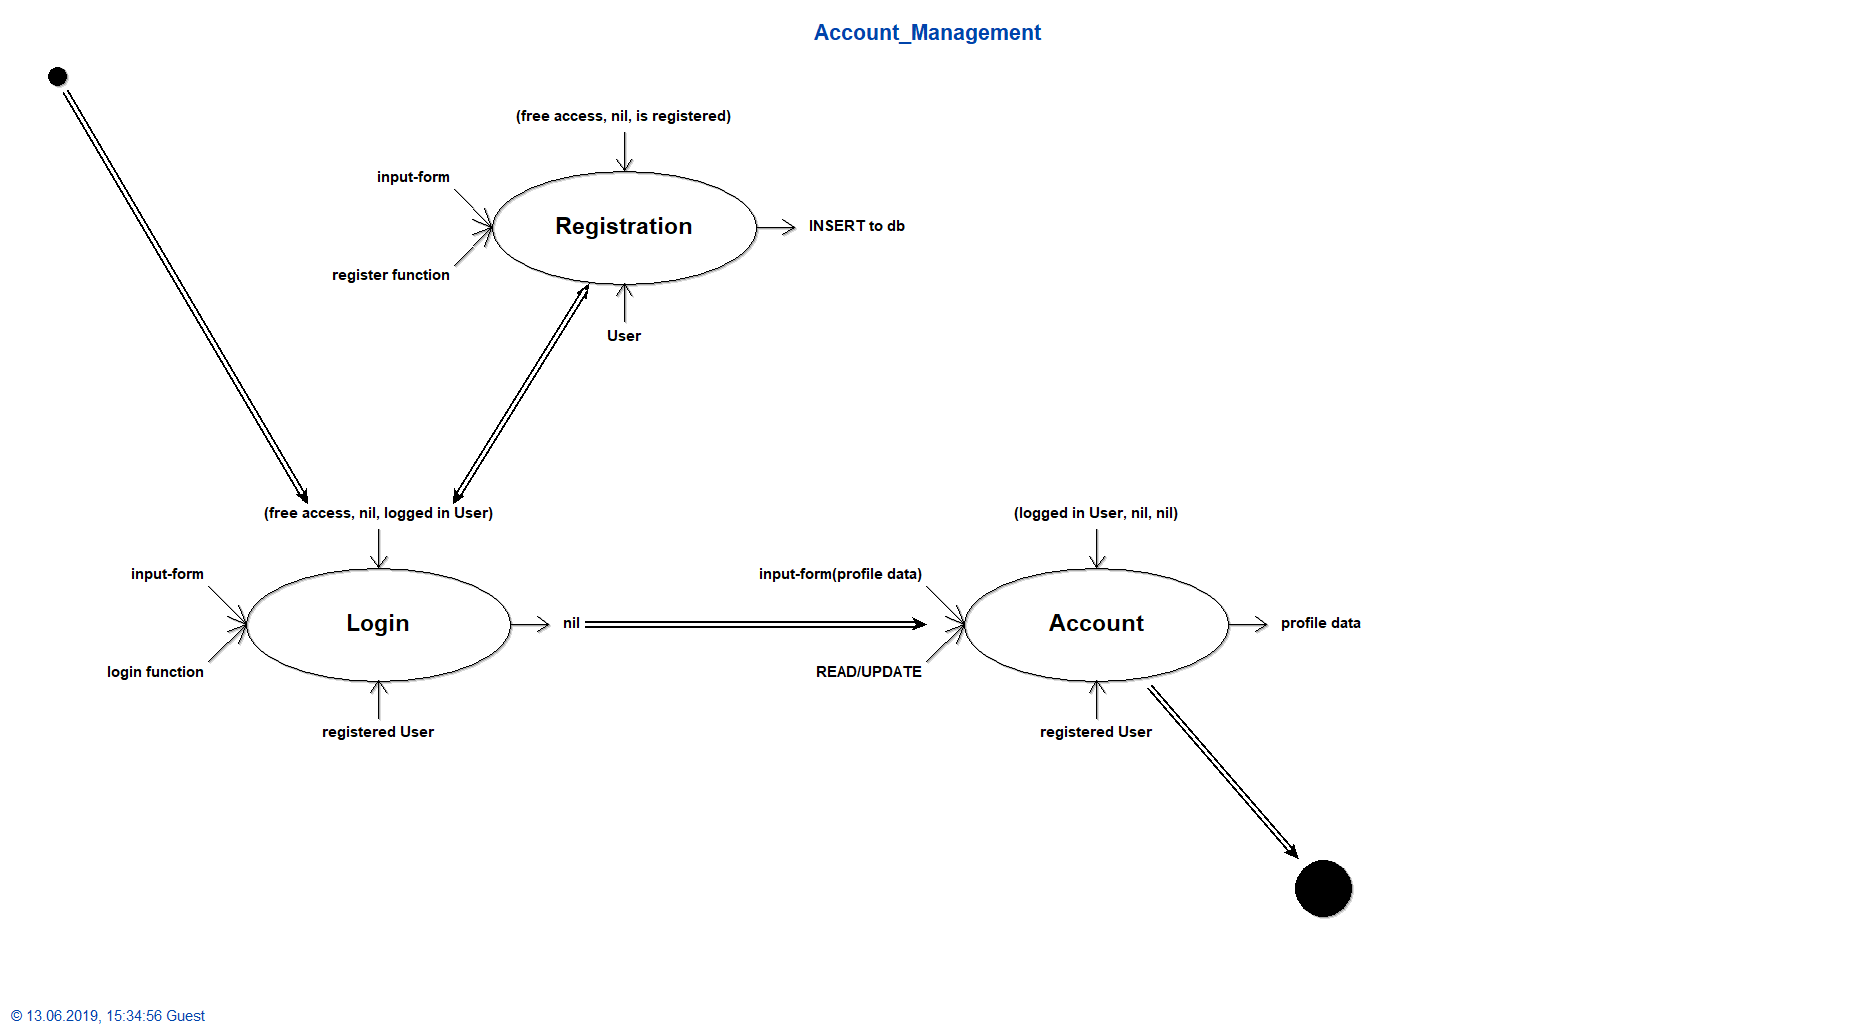 Account_Management
(free access, nil, is registered)
input-form
Registration
INSERT to db
register function
User
(free access, nil, logged in User)
(logged in User, nil, nil)
input-form
input-form(profile data)
Login
nil
Account
profile data
login function
READ/UPDATE
registered User
registered User
© 13.06.2019, 15:34:56 Guest